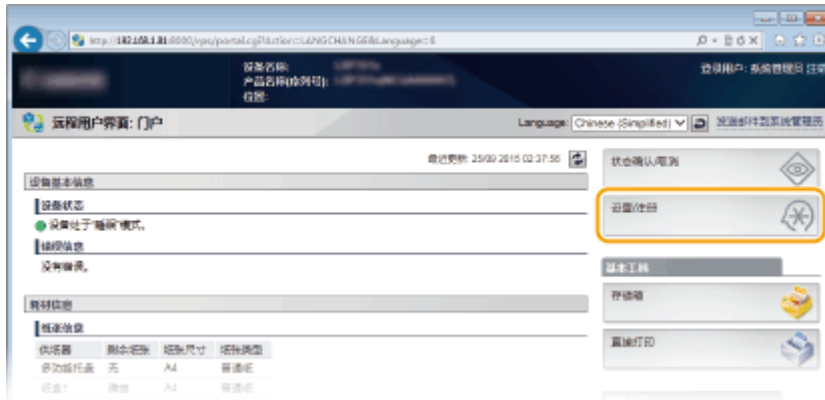 http://192.168.1.81:8000/rps/portal.cgi?Action=LANGCHANGE&Language=6
设备名称:
产品名称(序列号):
位置:
登录用户: 系统管理员 注销
远程用户界面: 门户
Language: Chinese (Simplified)
发送邮件到系统管理员
最近更新: 25/09 2015 02:37:56
设备基本信息
设备状态
设备处于"睡眠"模式。
错误信息
没有错误。
耗材信息
纸张信息
供纸器 剩余纸张 纸张尺寸 纸张类型
多功能托盘 无 A4 普通纸
纸盒1 A4 普通纸
状态确认/取消
设置/注册
基本工具
存储箱
直接打印